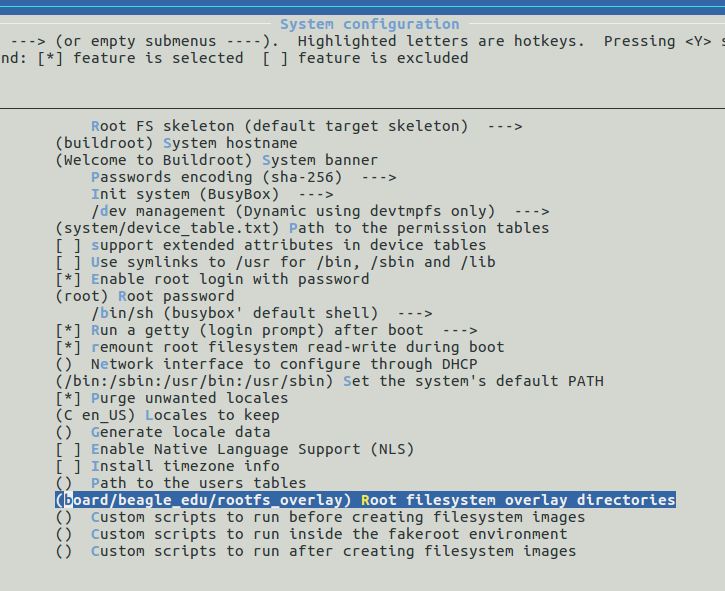 System configuration
---> (or empty submenus ----).  Highlighted letters are hotkeys.  Pressing <Y>
nd: [*] feature is selected  [ ] feature is excluded
Root FS skeleton (default target skeleton)  --->
(buildroot) System hostname
(Welcome to Buildroot) System banner
Passwords encoding (sha-256)  --->
Init system (BusyBox)  --->
/dev management (Dynamic using devtmpfs only)  --->
(system/device_table.txt) Path to the permission tables
[ ] support extended attributes in device tables
[ ] Use symlinks to /usr for /bin, /sbin and /lib
[*] Enable root login with password
(root) Root password
/bin/sh (busybox' default shell)  --->
[*] Run a getty (login prompt) after boot  --->
[*] remount root filesystem read-write during boot
()  Network interface to configure through DHCP
(/bin:/sbin:/usr/bin:/usr/sbin) Set the system's default PATH
[*] Purge unwanted locales
(C en_US) Locales to keep
()  Generate locale data
[ ] Enable Native Language Support (NLS)
[ ] Install timezone info
()  Path to the users tables
(board/beagle_edu/rootfs_overlay) Root filesystem overlay directories
()  Custom scripts to run before creating filesystem images
()  Custom scripts to run inside the fakeroot environment
()  Custom scripts to run after creating filesystem images